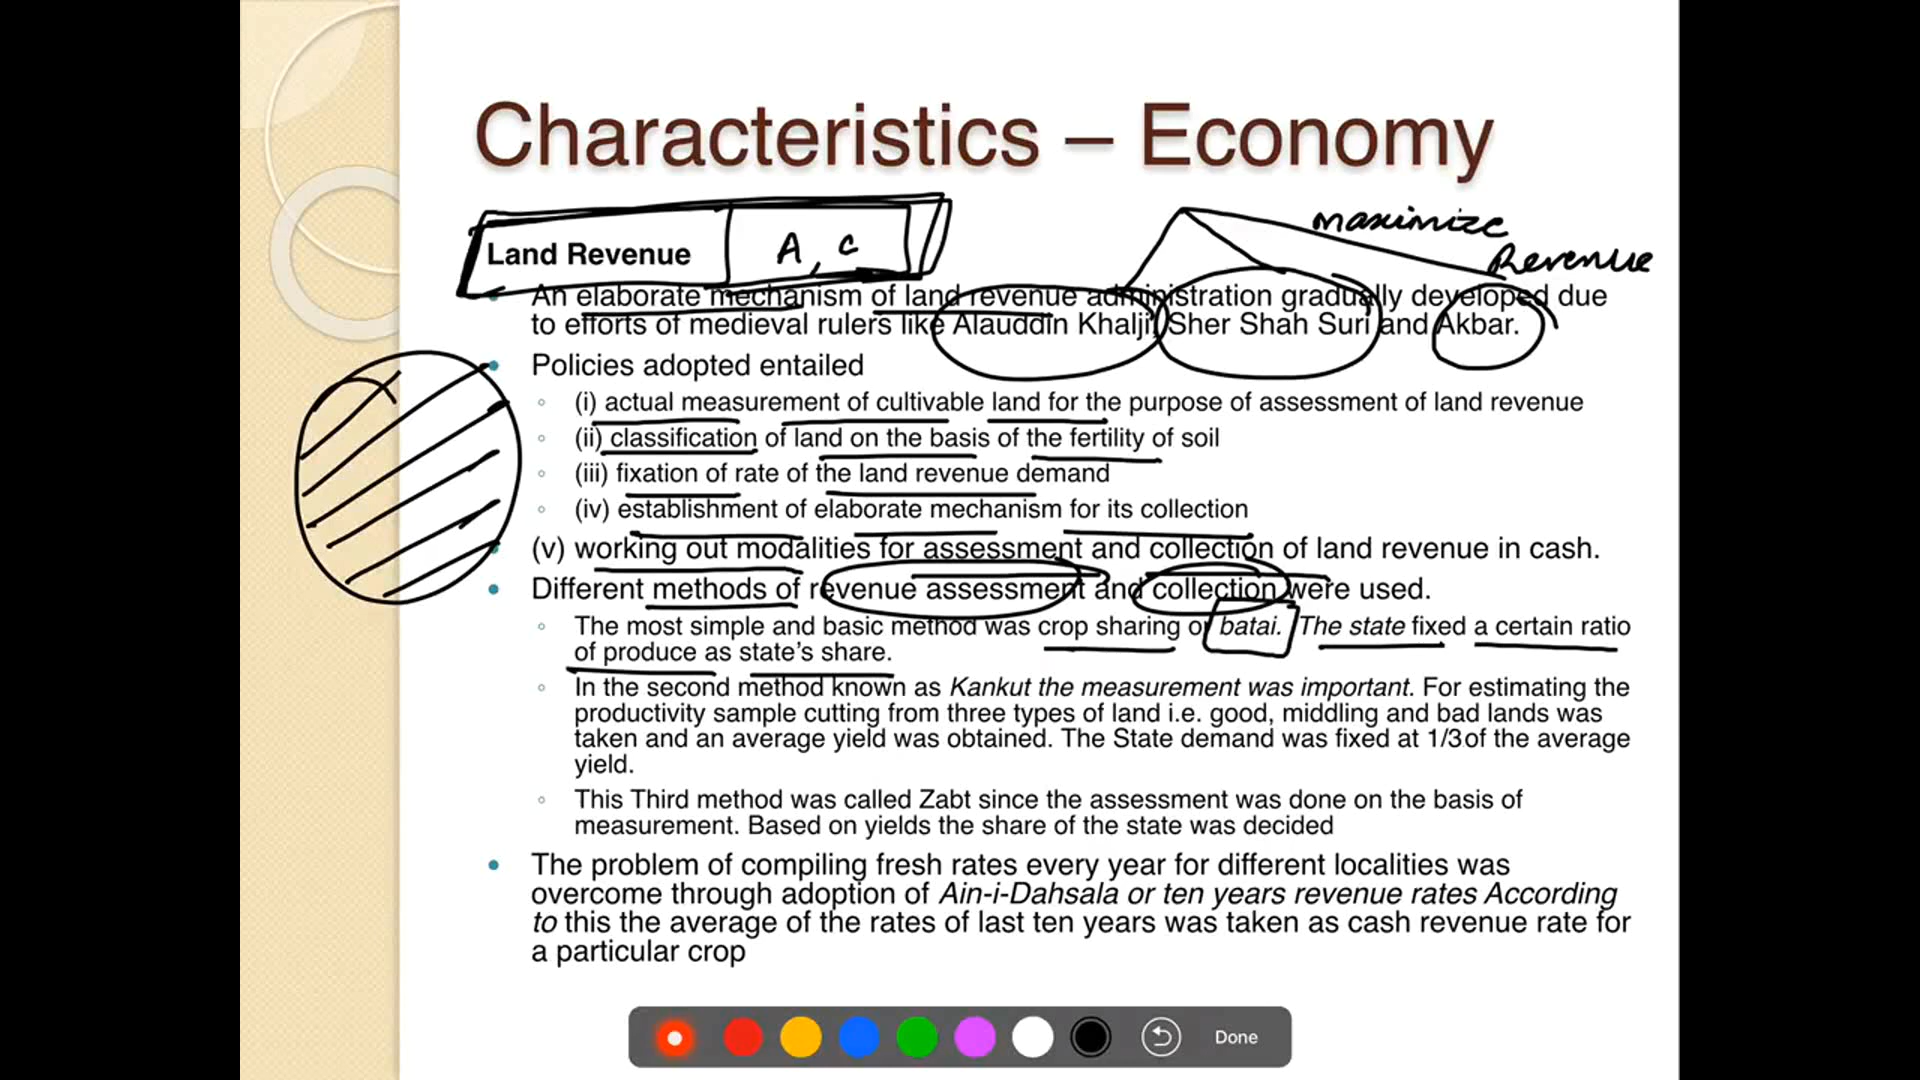 Characteristics – Economy
maximize
Revenue
Land Revenue A, C
An elaborate mechanism of land revenue administration gradually developed due
to efforts of medieval rulers like Alauddin Khalji, Sher Shah Suri and Akbar.
Policies adopted entailed
(i) actual measurement of cultivable land for the purpose of assessment of land revenue
(ii) classification of land on the basis of the fertility of soil
(iii) fixation of rate of the land revenue demand
(iv) establishment of elaborate mechanism for its collection
(v) working out modalities for assessment and collection of land revenue in cash.
Different methods of revenue assessment and collection were used.
The most simple and basic method was crop sharing or batai. The state fixed a certain ratio
of produce as state's share.
In the second method known as Kankut the measurement was important. For estimating the
productivity sample cutting from three types of land i.e. good, middling and bad lands was
taken and an average yield was obtained. The State demand was fixed at 1/3of the average
yield.
This Third method was called Zabt since the assessment was done on the basis of
measurement. Based on yields the share of the state was decided
The problem of compiling fresh rates every year for different localities was
overcome through adoption of Ain-i-Dahsala or ten years revenue rates According
to this the average of the rates of last ten years was taken as cash revenue rate for
a particular crop
Done